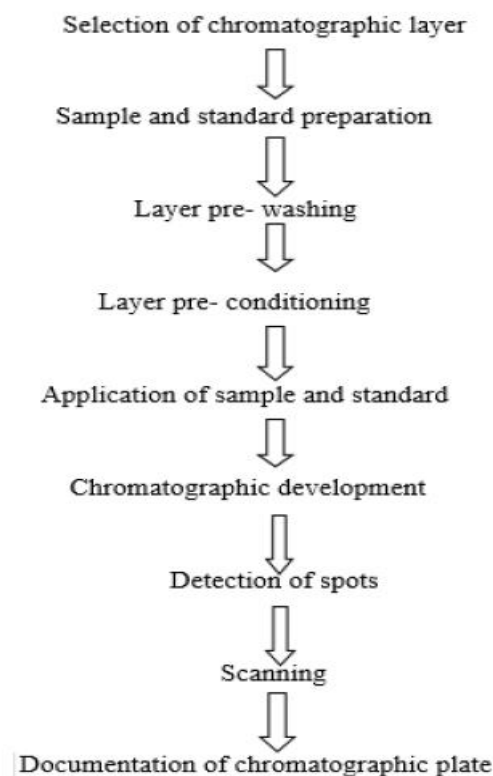 Selection of chromatographic layer
Sample and standard preparation
Layer pre- washing
Layer pre- conditioning
Application of sample and standard
Chromatographic development
Detection of spots
Scanning
Documentation of chromatographic plate